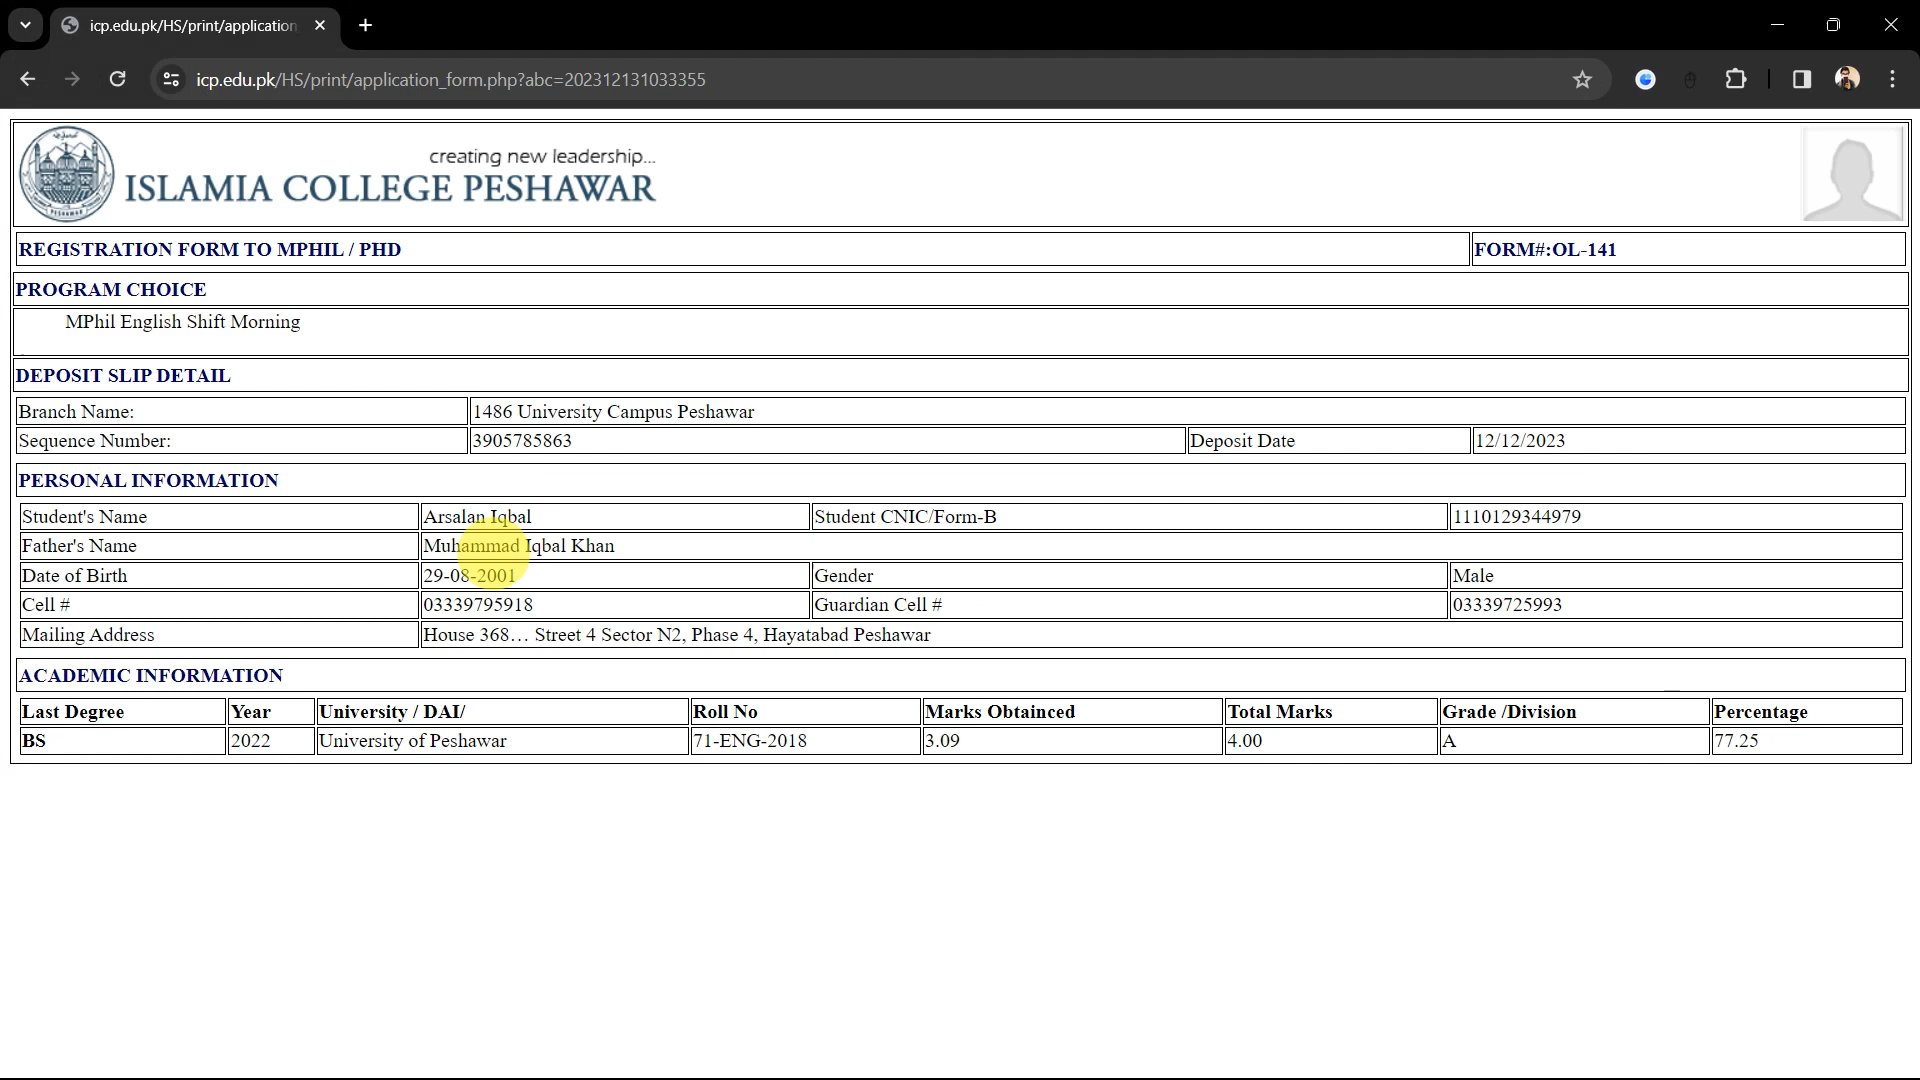 icp.edu.pk/HS/print/application
icp.edu.pk/HS/print/application_form.php?abc=202312131033355
creating new leadership...
ISLAMIA COLLEGE PESHAWAR
REGISTRATION FORM TO MPHIL / PHD FORM#:OL-141
PROGRAM CHOICE
MPhil English Shift Morning
DEPOSIT SLIP DETAIL
Branch Name: 1486 University Campus Peshawar
Sequence Number: 3905785863 Deposit Date 12/12/2023
PERSONAL INFORMATION
Student's Name Arsalan Iqbal Student CNIC/Form-B 1110129344979
Father's Name Muhammad Iqbal Khan
Date of Birth 29-08-2001 Gender Male
Cell # 03339795918 Guardian Cell # 03339725993
Mailing Address House 368... Street 4 Sector N2, Phase 4, Hayatabad Peshawar
ACADEMIC INFORMATION
Last Degree Year University / DAI/ Roll No Marks Obtainced Total Marks Grade /Division Percentage
BS 2022 University of Peshawar 71-ENG-2018 3.09 4.00 A 77.25